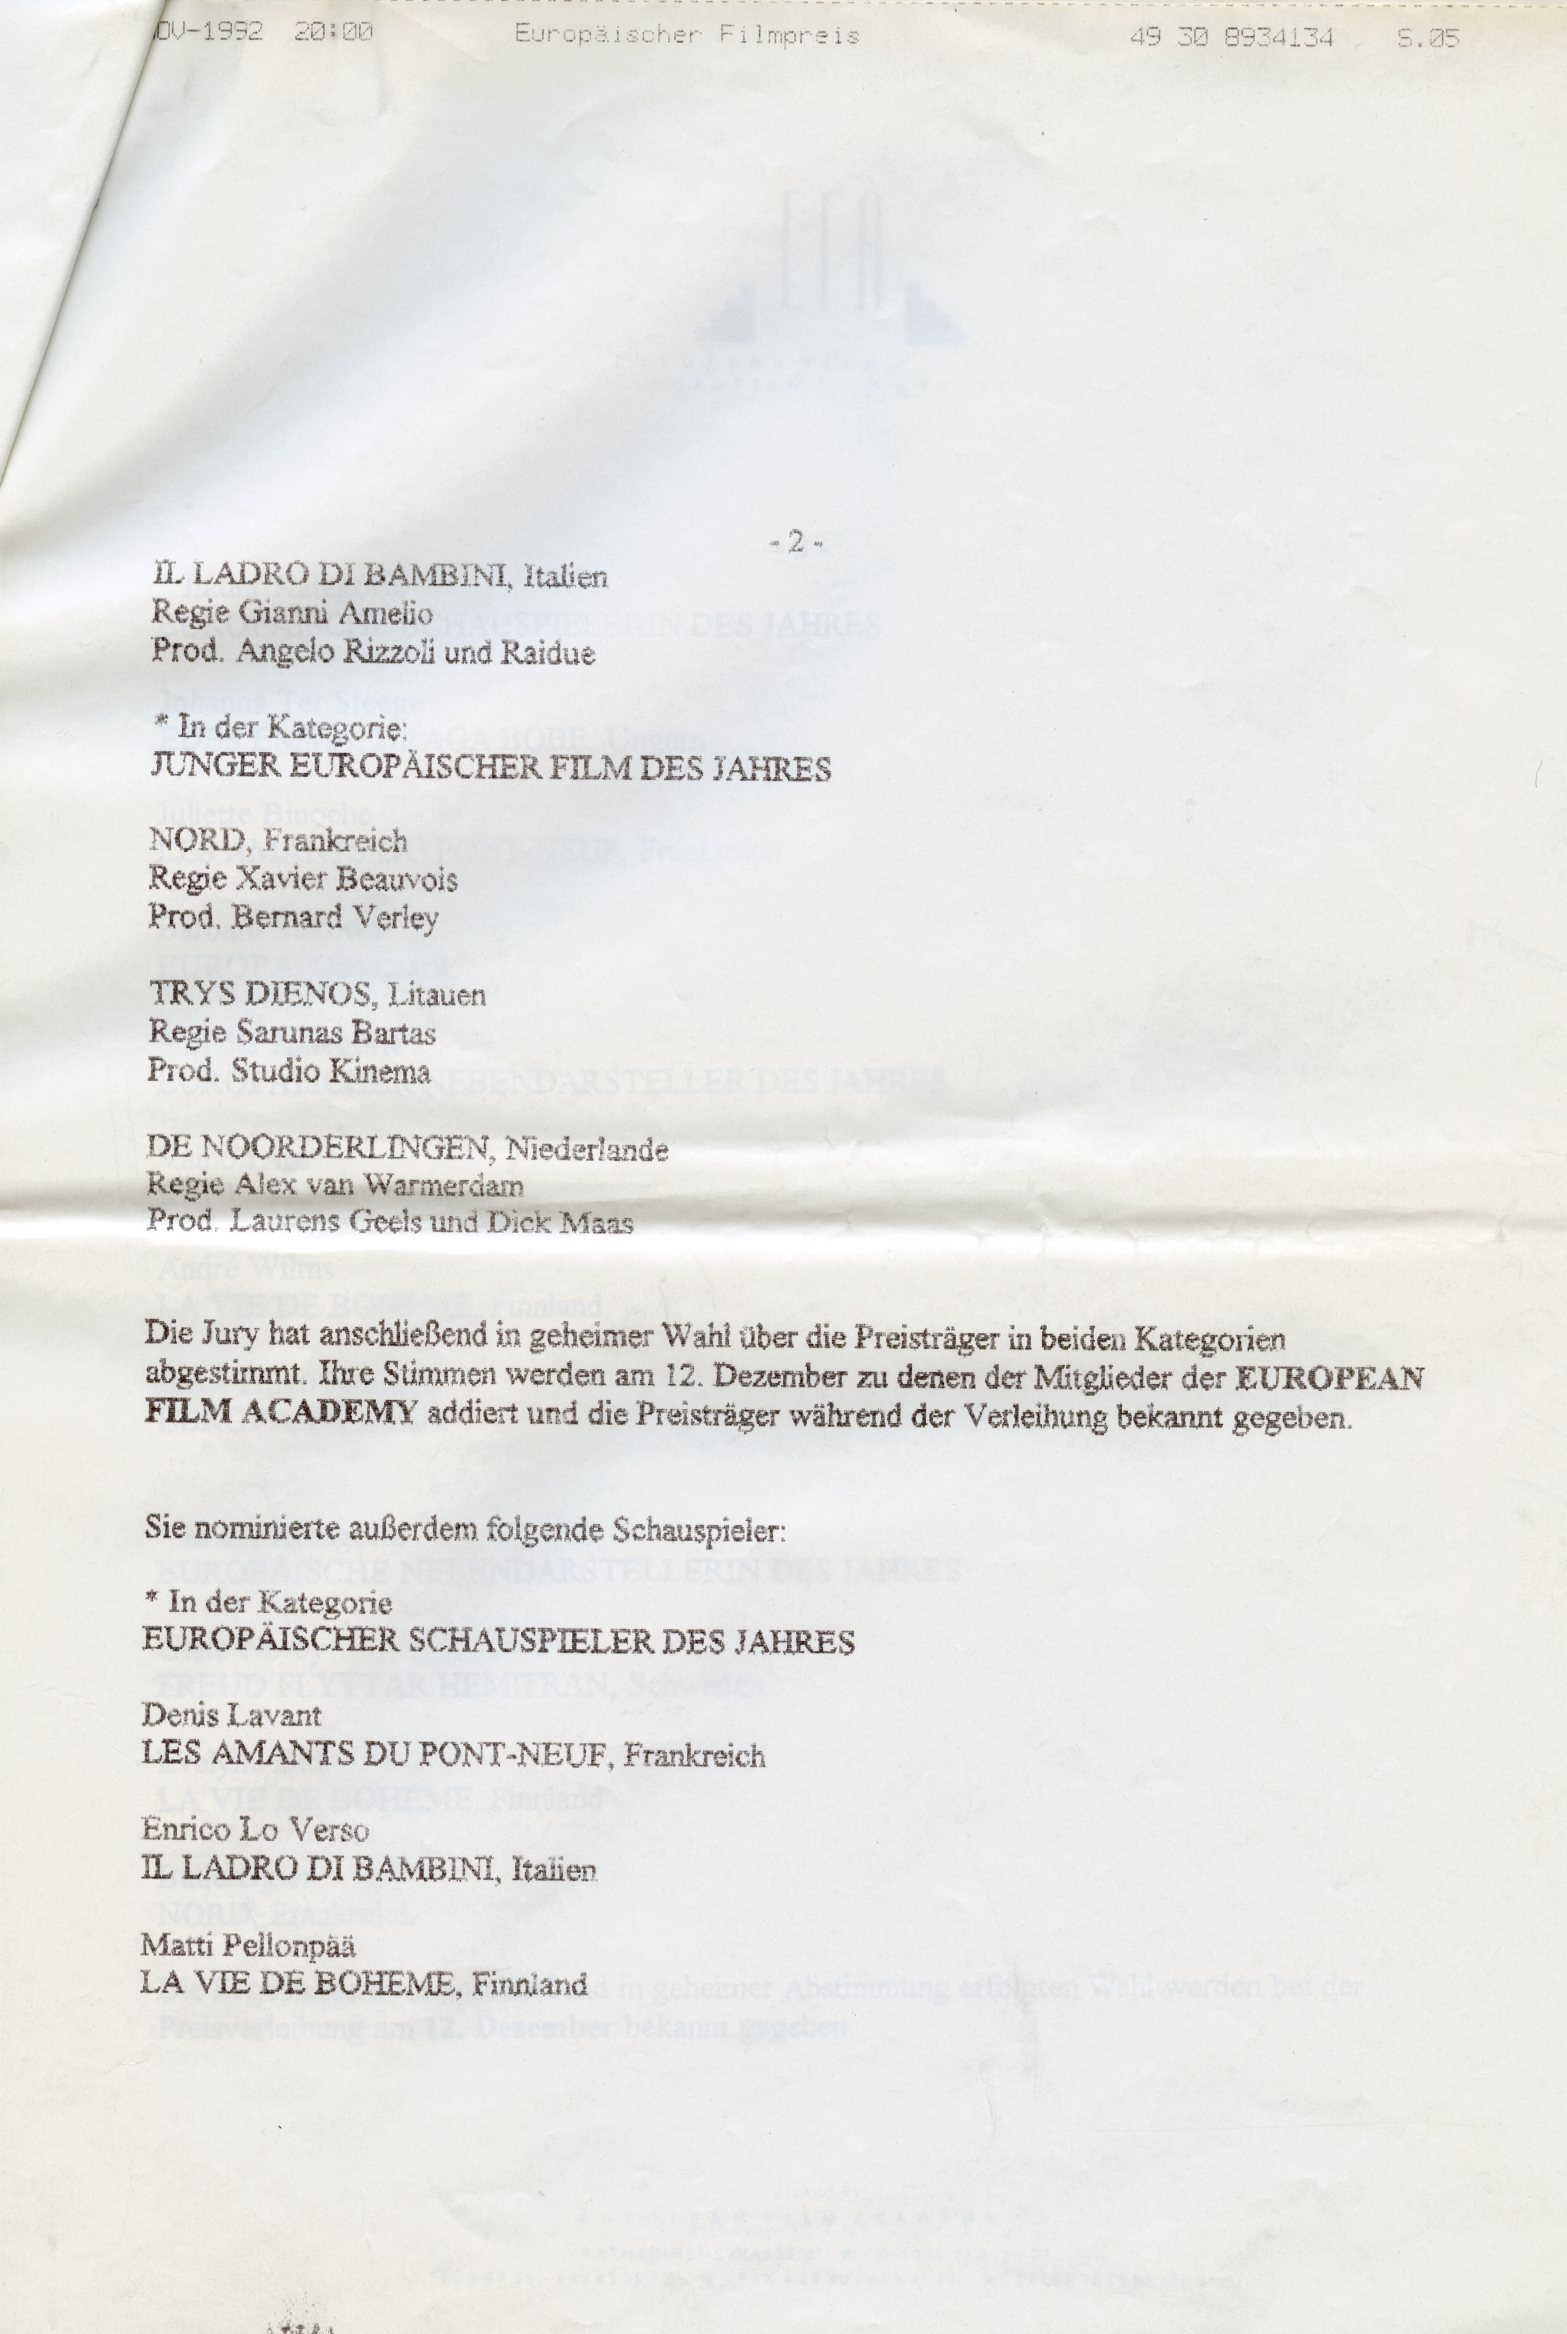 OV-1992 20:00 Europäischer Filmpreis 49 30 8934134 S.05
- 2 -
IL LADRO DI BAMBINI, Italien
Regie Gianni Amelio
Prod. Angelo Rizzoli und Raidue
* In der Kategorie:
JUNGER EUROPÄISCHER FILM DES JAHRES
NORD, Frankreich
Regie Xavier Beauvois
Prod. Bernard Verley
TRYS DIENOS, Litauen
Regie Sarunas Bartas
Prod. Studio Kinema
DE NOORDERLINGEN, Niederlande
Regie Alex van Warmerdam
Prod. Laurens Geels und Dick Maas
Die Jury hat anschließend in geheimer Wahl über die Preisträger in beiden Kategorien
abgestimmt. Ihre Stimmen werden am 12. Dezember zu denen der Mitglieder der EUROPEAN
FILM ACADEMY addiert und die Preisträger während der Verleihung bekannt gegeben.
Sie nominierte außerdem folgende Schauspieler:
* In der Kategorie
EUROPÄISCHER SCHAUSPIELER DES JAHRES
Denis Lavant
LES AMANTS DU PONT-NEUF, Frankreich
Enrico Lo Verso
IL LADRO DI BAMBINI, Italien
Matti Pellonpää
LA VIE DE BOHEME, Finnland